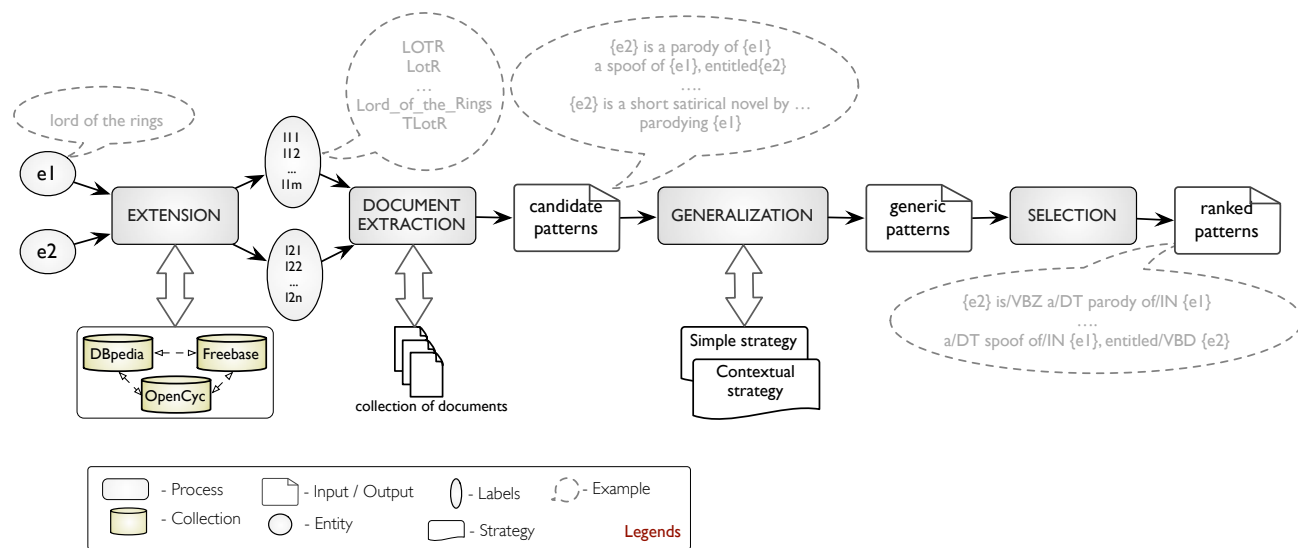 LOTR
LotR
...
Lord_of_the_Rings
TLotR
{e2} is a parody of {e1}
a spoof of {e1}, entitled{e2}
....
{e2} is a short satirical novel by ...
parodying {e1}
lord of the rings
e1
e2
EXTENSION
l11
l12
...
l1m
l21
l22
...
l2n
DOCUMENT
EXTRACTION
candidate
patterns
GENERALIZATION
generic
patterns
SELECTION
ranked
patterns
{e2} is/VBZ a/DT parody of/IN {e1}
....
a/DT spoof of/IN {e1}, entitled/VBD {e2}
DBpedia
Freebase
OpenCyc
collection of documents
Simple strategy
Contextual
strategy
- Process
- Input / Output
- Labels
- Example
- Collection
- Entity
- Strategy
Legends